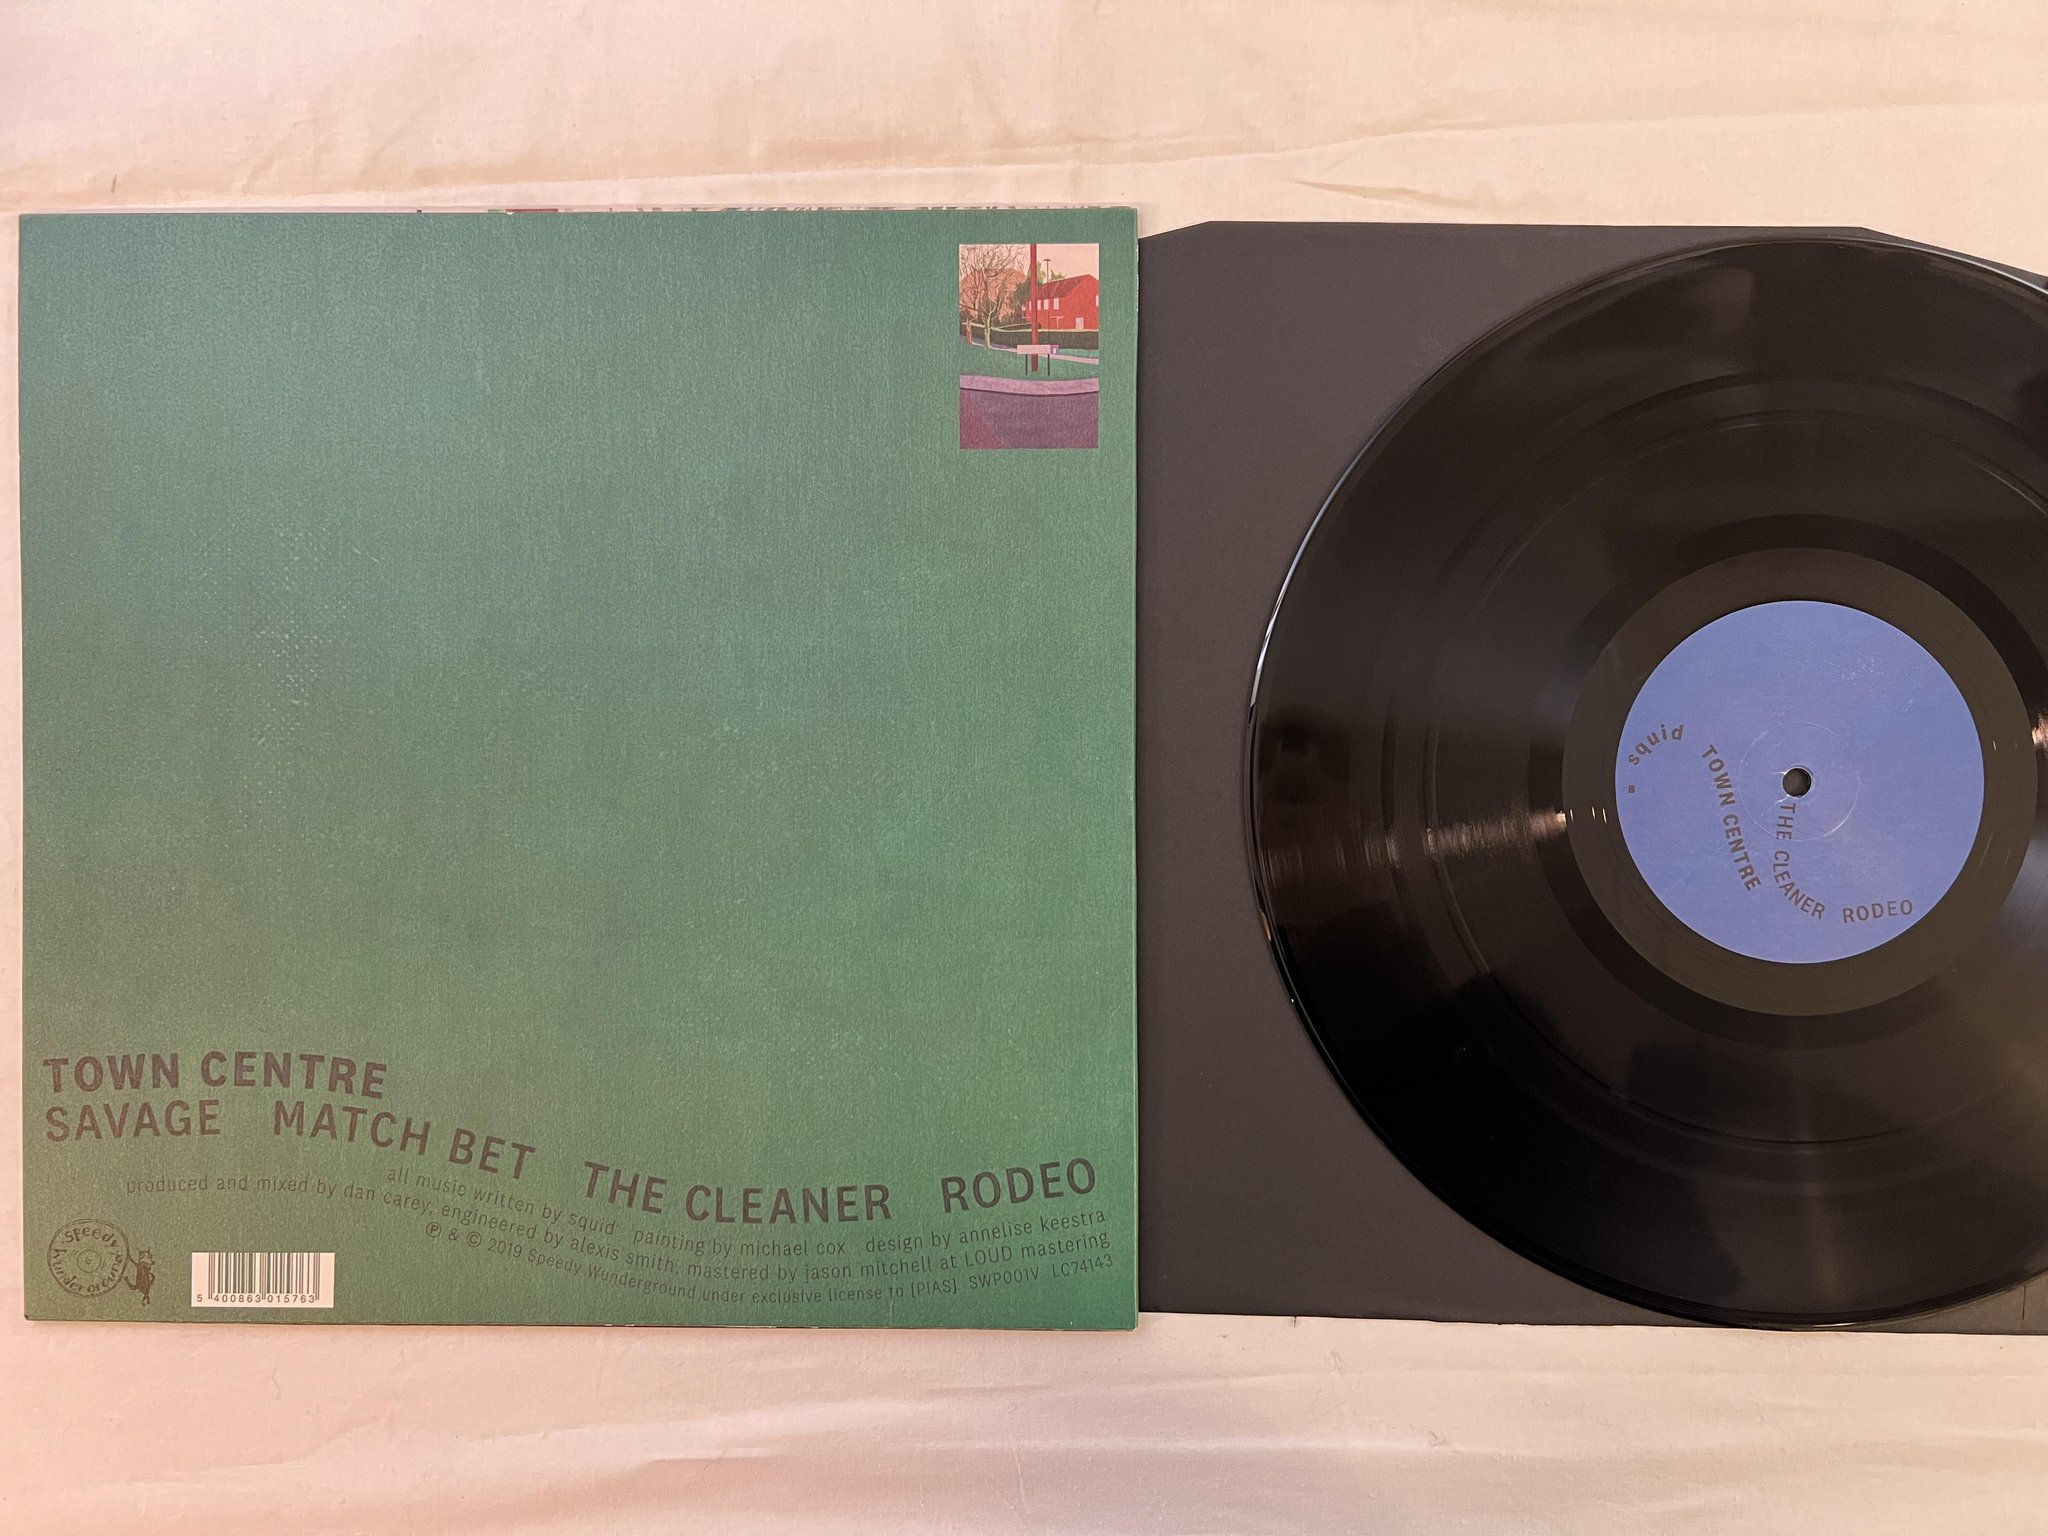 TOWN CENTRE
SAVAGE MATCH BET THE CLEANER RODEO
all music written by squid painting by michael cox design by annelise keestra
produced and mixed by dan carey, engineered by alexis smith, mastered by jason mitchell at LOUD mastering
℗ & © 2019 Speedy Wunderground under exclusive license to [PIAS] SWP001V LC74143
Speedy Wunderground
5 400863 015763
= squid
TOWN CENTRE
THE CLEANER RODEO